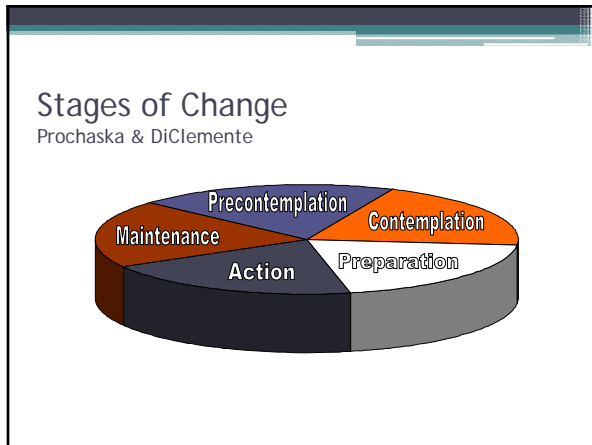 Stages of Change
Prochaska & DiClemente
Precontemplation
Contemplation
Maintenance
Preparation
Action